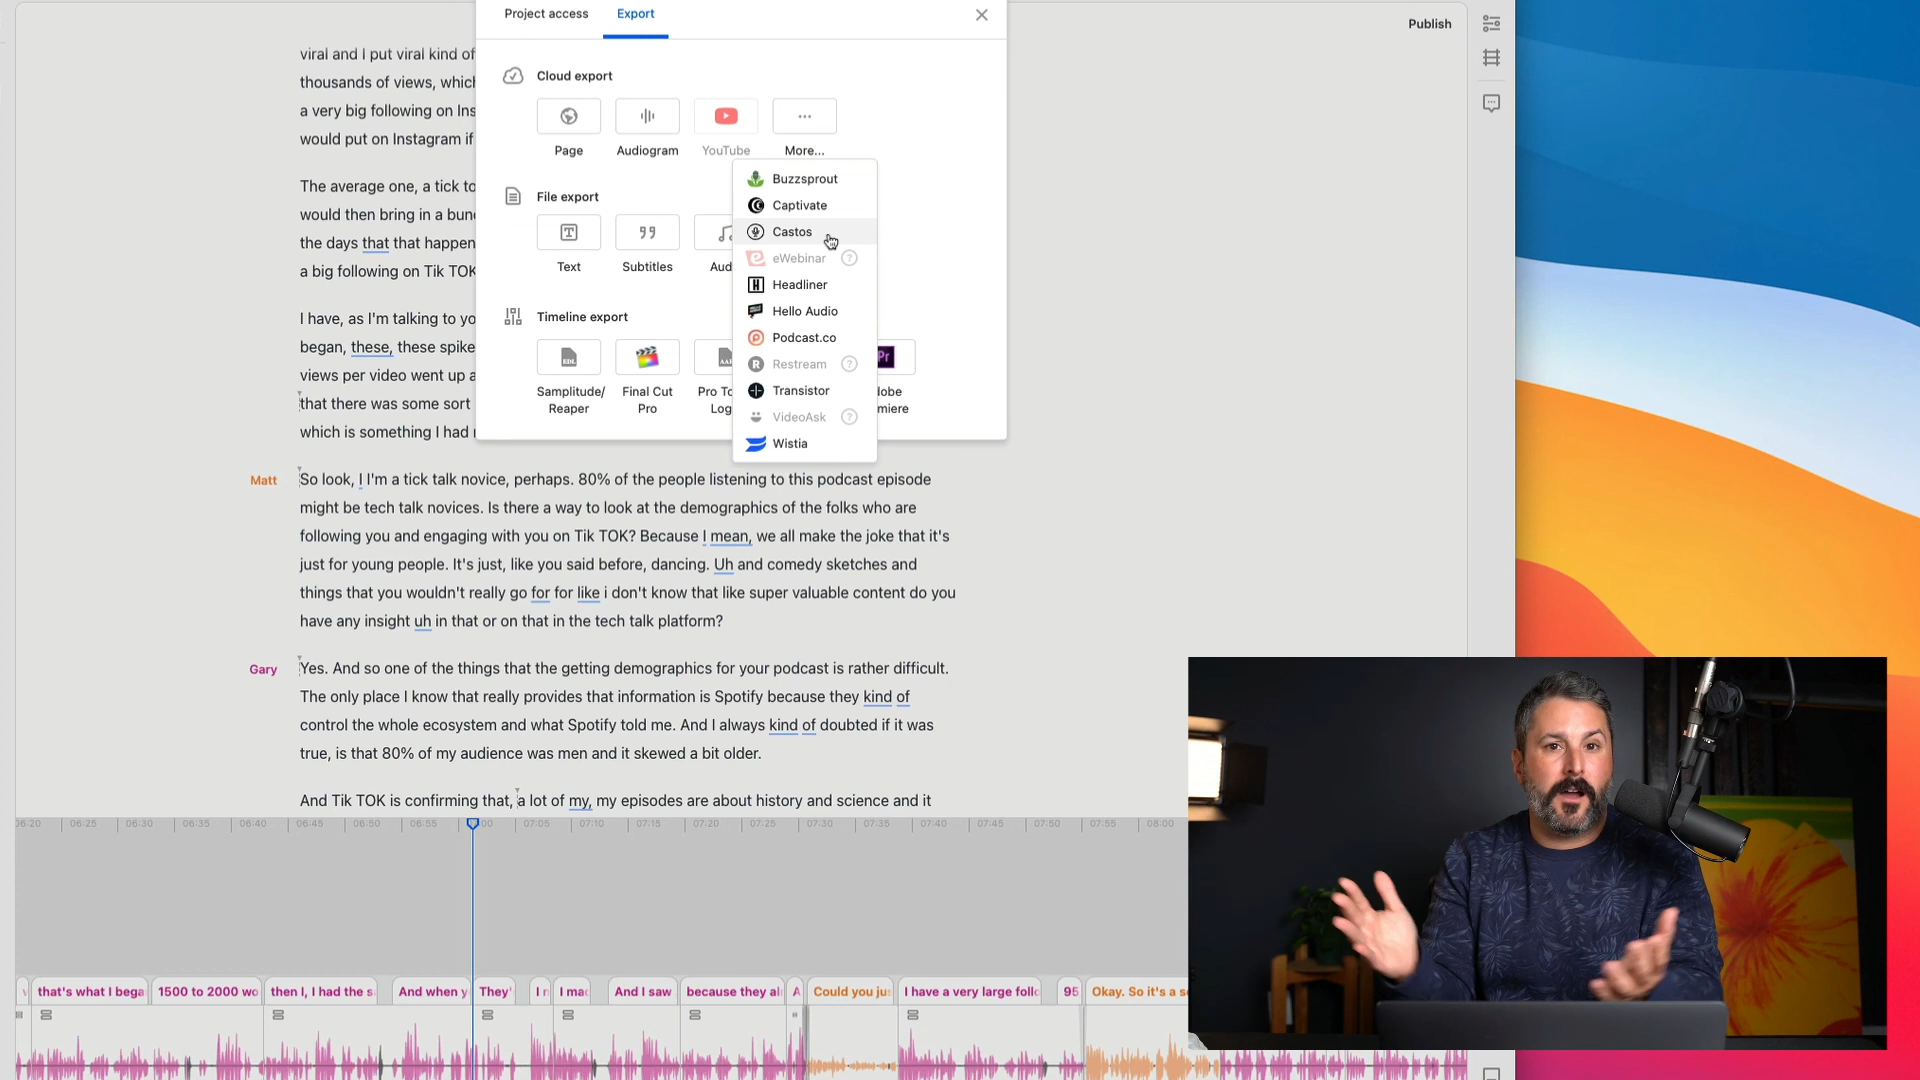 Project access
Export
Publish
Cloud export
Page
Audiogram
YouTube
More...
File export
Text
Subtitles
Aud
Timeline export
Samplitude/
Reaper
Final Cut
Pro
Pro To
Log
dobe
miere
Buzzsprout
Captivate
Castos
eWebinar
Headliner
Hello Audio
Podcast.co
Restream
Transistor
VideoAsk
Wistia
viral and I put viral kind of
thousands of views, which
a very big following on Ins
would put on Instagram if
The average one, a tick to
would then bring in a bun
the days that that happen
a big following on Tik TOK
I have, as I'm talking to yo
began, these, these spike
views per video went up a
that there was some sort
which is something I had
Matt
So look, I I'm a tick talk novice, perhaps. 80% of the people listening to this podcast episode
might be tech talk novices. Is there a way to look at the demographics of the folks who are
following you and engaging with you on Tik TOK? Because I mean, we all make the joke that it's
just for young people. It's just, like you said before, dancing. Uh and comedy sketches and
things that you wouldn't really go for for like i don't know that like super valuable content do you
have any insight uh in that or on that in the tech talk platform?
Gary
Yes. And so one of the things that the getting demographics for your podcast is rather difficult.
The only place I know that really provides that information is Spotify because they kind of
control the whole ecosystem and what Spotify told me. And I always kind of doubted if it was
true, is that 80% of my audience was men and it skewed a bit older.
And Tik TOK is confirming that, a lot of my, my episodes are about history and science and it
06:20 06:25 06:30 06:35 06:40 06:45 06:50 06:55 :00 07:05 07:10 07:15 07:20 07:25 07:30 07:35 07:40 07:45 07:50 07:55 08:00
that's what I bega 1500 to 2000 wo then I, I had the s And when y They' I I ma And I saw because they al A Could you ju I have a very large foll 95 Okay. So it's a s